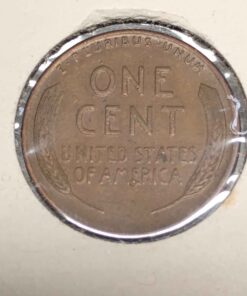 E·PLURIBUS·UNUM
ONE
CENT
UNITED STATES
OF AMERICA